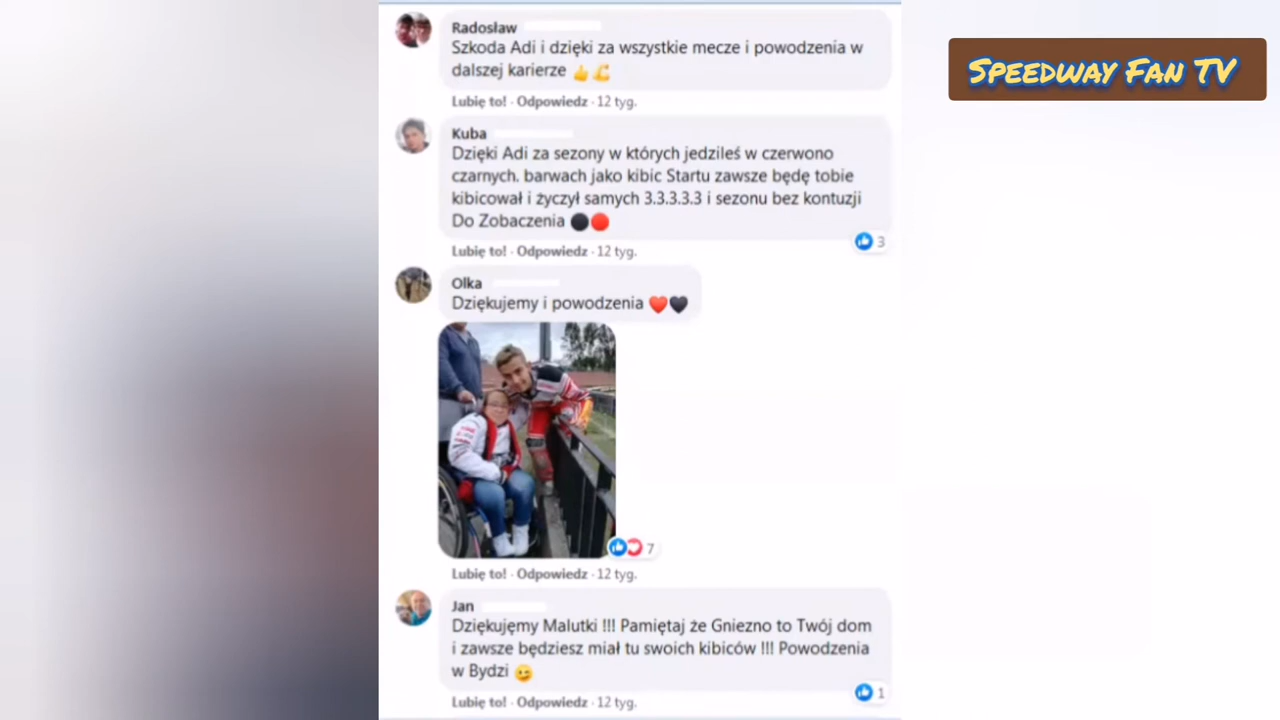 Speedway Fan TV
Radosław
Szkoda Adi i dzięki za wszystkie mecze i powodzenia w
dalszej karierze 👍💪
Lubię to! · Odpowiedz · 12 tyg.
Kuba
Dzięki Adi za sezony w których jedzileś w czerwono
czarnych. barwach jako kibic Startu zawsze będę tobie
kibicował i życzył samych 3.3.3.3.3 i sezonu bez kontuzji
Do Zobaczenia ⚫🔴
3
Lubię to! · Odpowiedz · 12 tyg.
Olka
Dziękujemy i powodzenia ❤️🖤
7
Lubię to! · Odpowiedz · 12 tyg.
Jan
Dziękujęmy Malutki !!! Pamiętaj że Gniezno to Twój dom
i zawsze będziesz miał tu swoich kibiców !!! Powodzenia
w Bydzi 😉
1
Lubię to! · Odpowiedz · 12 tyg.